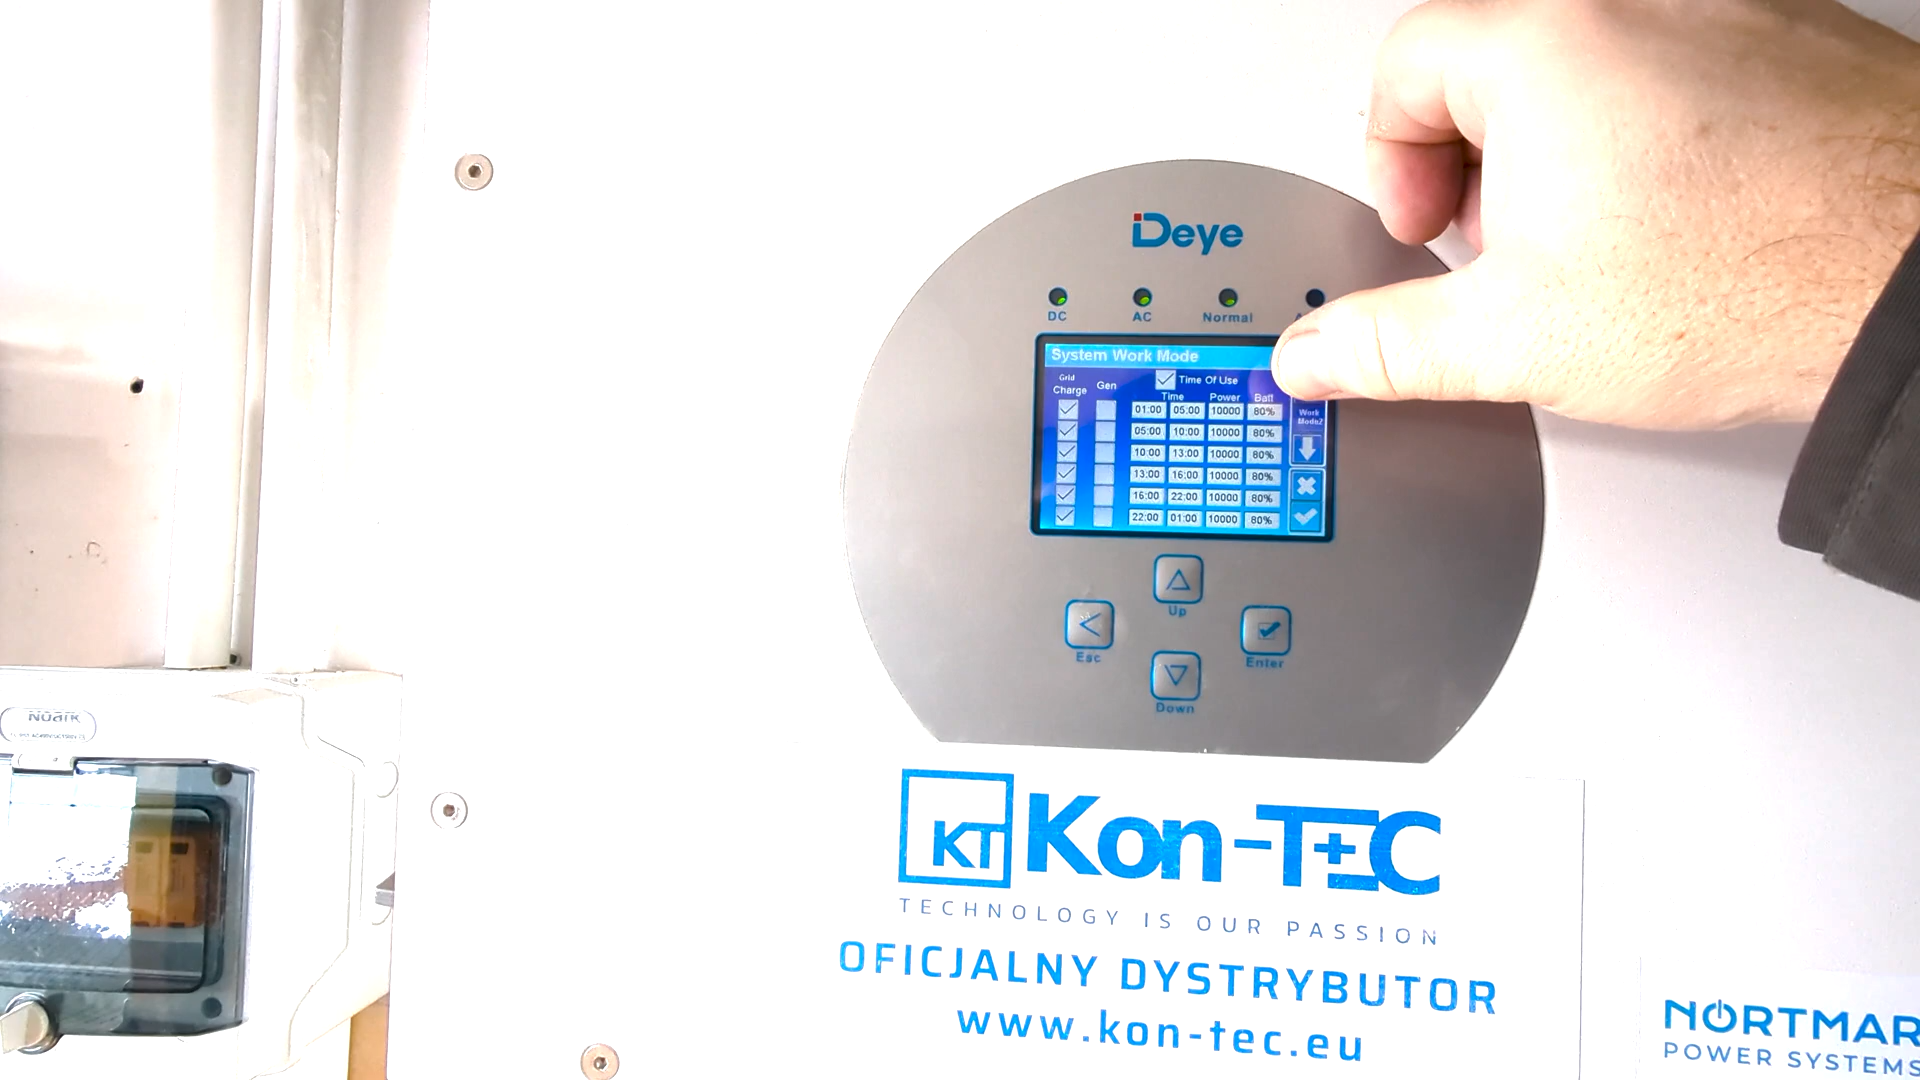 Deye
DC AC Normal
System Work Mode
Grid
Charge Gen Time Of Use
Time Power Batt
01:00 05:00 10000 80%
05:00 10:00 10000 80%
10:00 13:00 10000 80%
13:00 16:00 10000 80%
16:00 22:00 10000 80%
22:00 01:00 10000 80%
Work
Mode2
Up
Esc
Enter
Down
KT Kon-TEC
TECHNOLOGY IS OUR PASSION
OFICJALNY DYSTRYBUTOR
www.kon-tec.eu
NORTMAR
POWER SYSTEMS